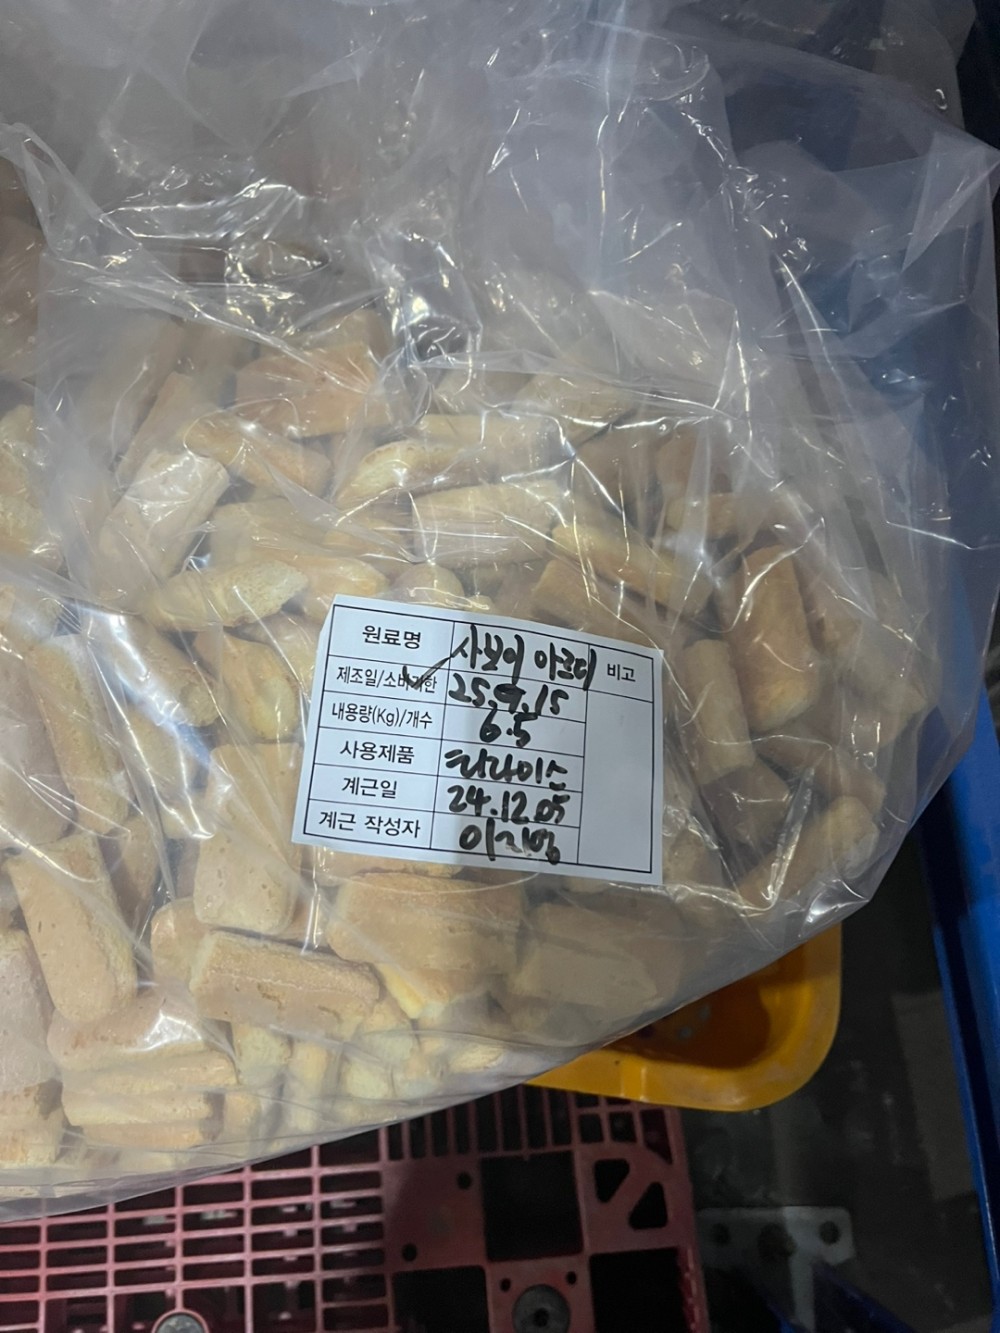 원료명 사보이 아르디 비고
제조일/소비기한 25.9.15
내용량(Kg)/개수 6.5
사용제품 티라미스
계근일 24.12.05
계근 작성자